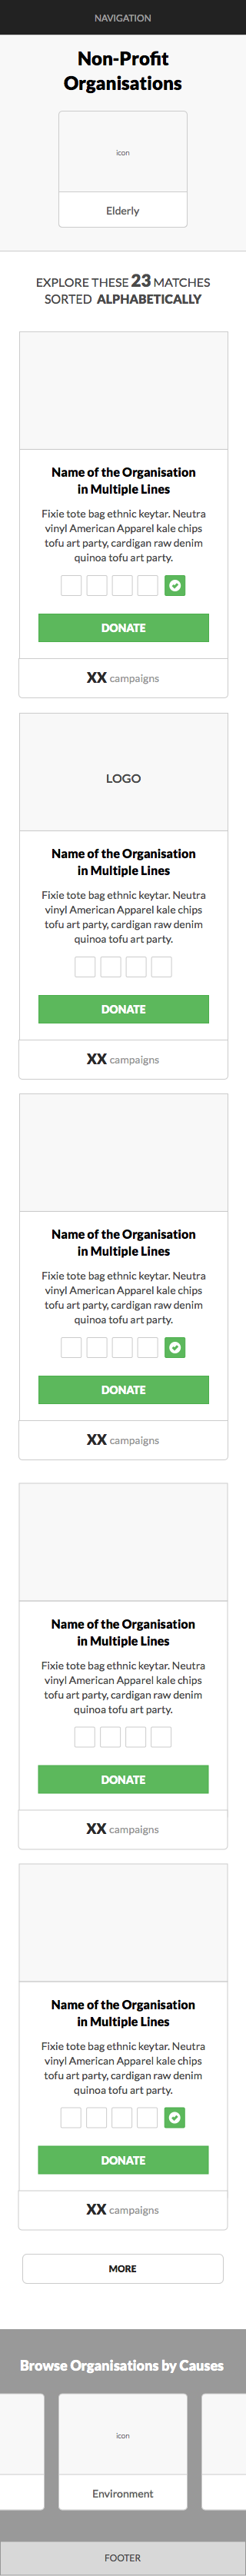 NAVIGATION
Non-Profit
Organisations
icon
Elderly
EXPLORE THESE 23 MATCHES
SORTED ALPHABETICALLY
Name of the Organisation
in Multiple Lines
Fixie tote bag ethnic keytar. Neutra
vinyl American Apparel kale chips
tofu art party, cardigan raw denim
quinoa tofu art party.
DONATE
XX campaigns
LOGO
Name of the Organisation
in Multiple Lines
Fixie tote bag ethnic keytar. Neutra
vinyl American Apparel kale chips
tofu art party, cardigan raw denim
quinoa tofu art party.
DONATE
XX campaigns
Name of the Organisation
in Multiple Lines
Fixie tote bag ethnic keytar. Neutra
vinyl American Apparel kale chips
tofu art party, cardigan raw denim
quinoa tofu art party.
DONATE
XX campaigns
Name of the Organisation
in Multiple Lines
Fixie tote bag ethnic keytar. Neutra
vinyl American Apparel kale chips
tofu art party, cardigan raw denim
quinoa tofu art party.
DONATE
XX campaigns
Name of the Organisation
in Multiple Lines
Fixie tote bag ethnic keytar. Neutra
vinyl American Apparel kale chips
tofu art party, cardigan raw denim
quinoa tofu art party.
DONATE
XX campaigns
MORE
Browse Organisations by Causes
icon
Environment
FOOTER